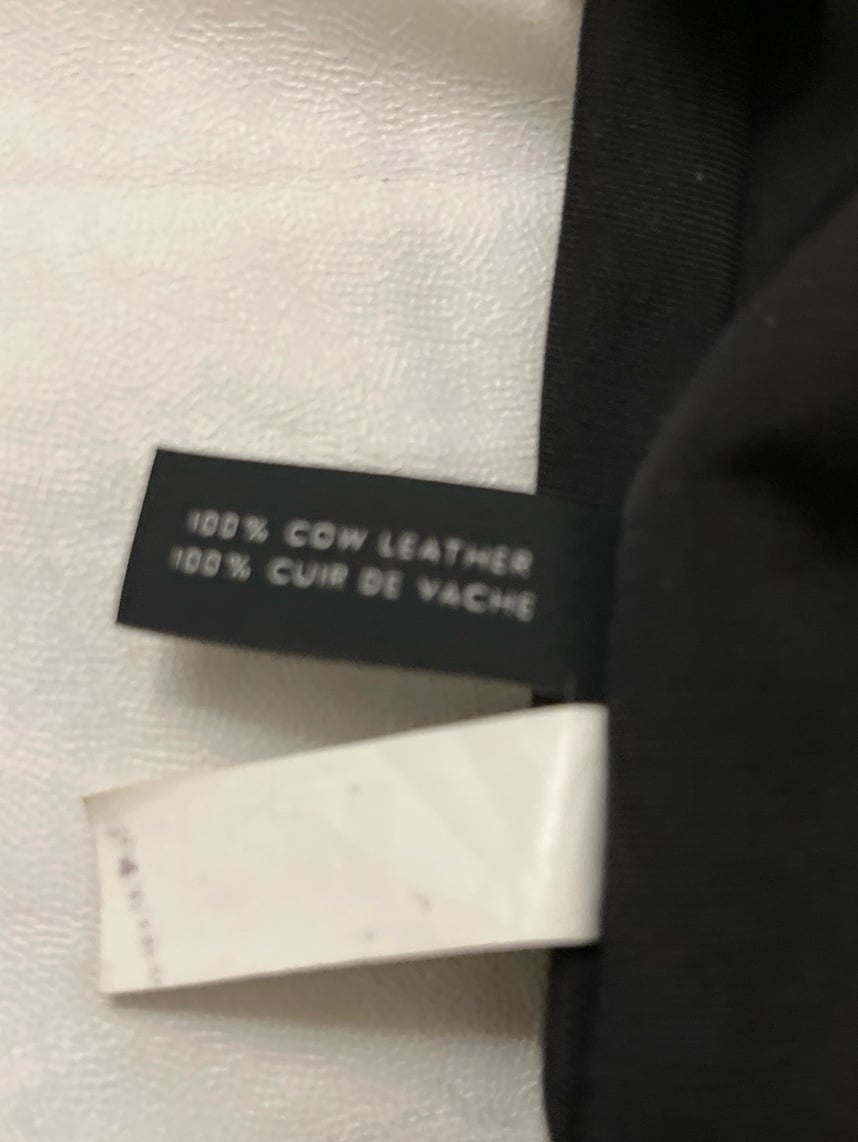 100% COW LEATHER
100% CUIR DE VACHE